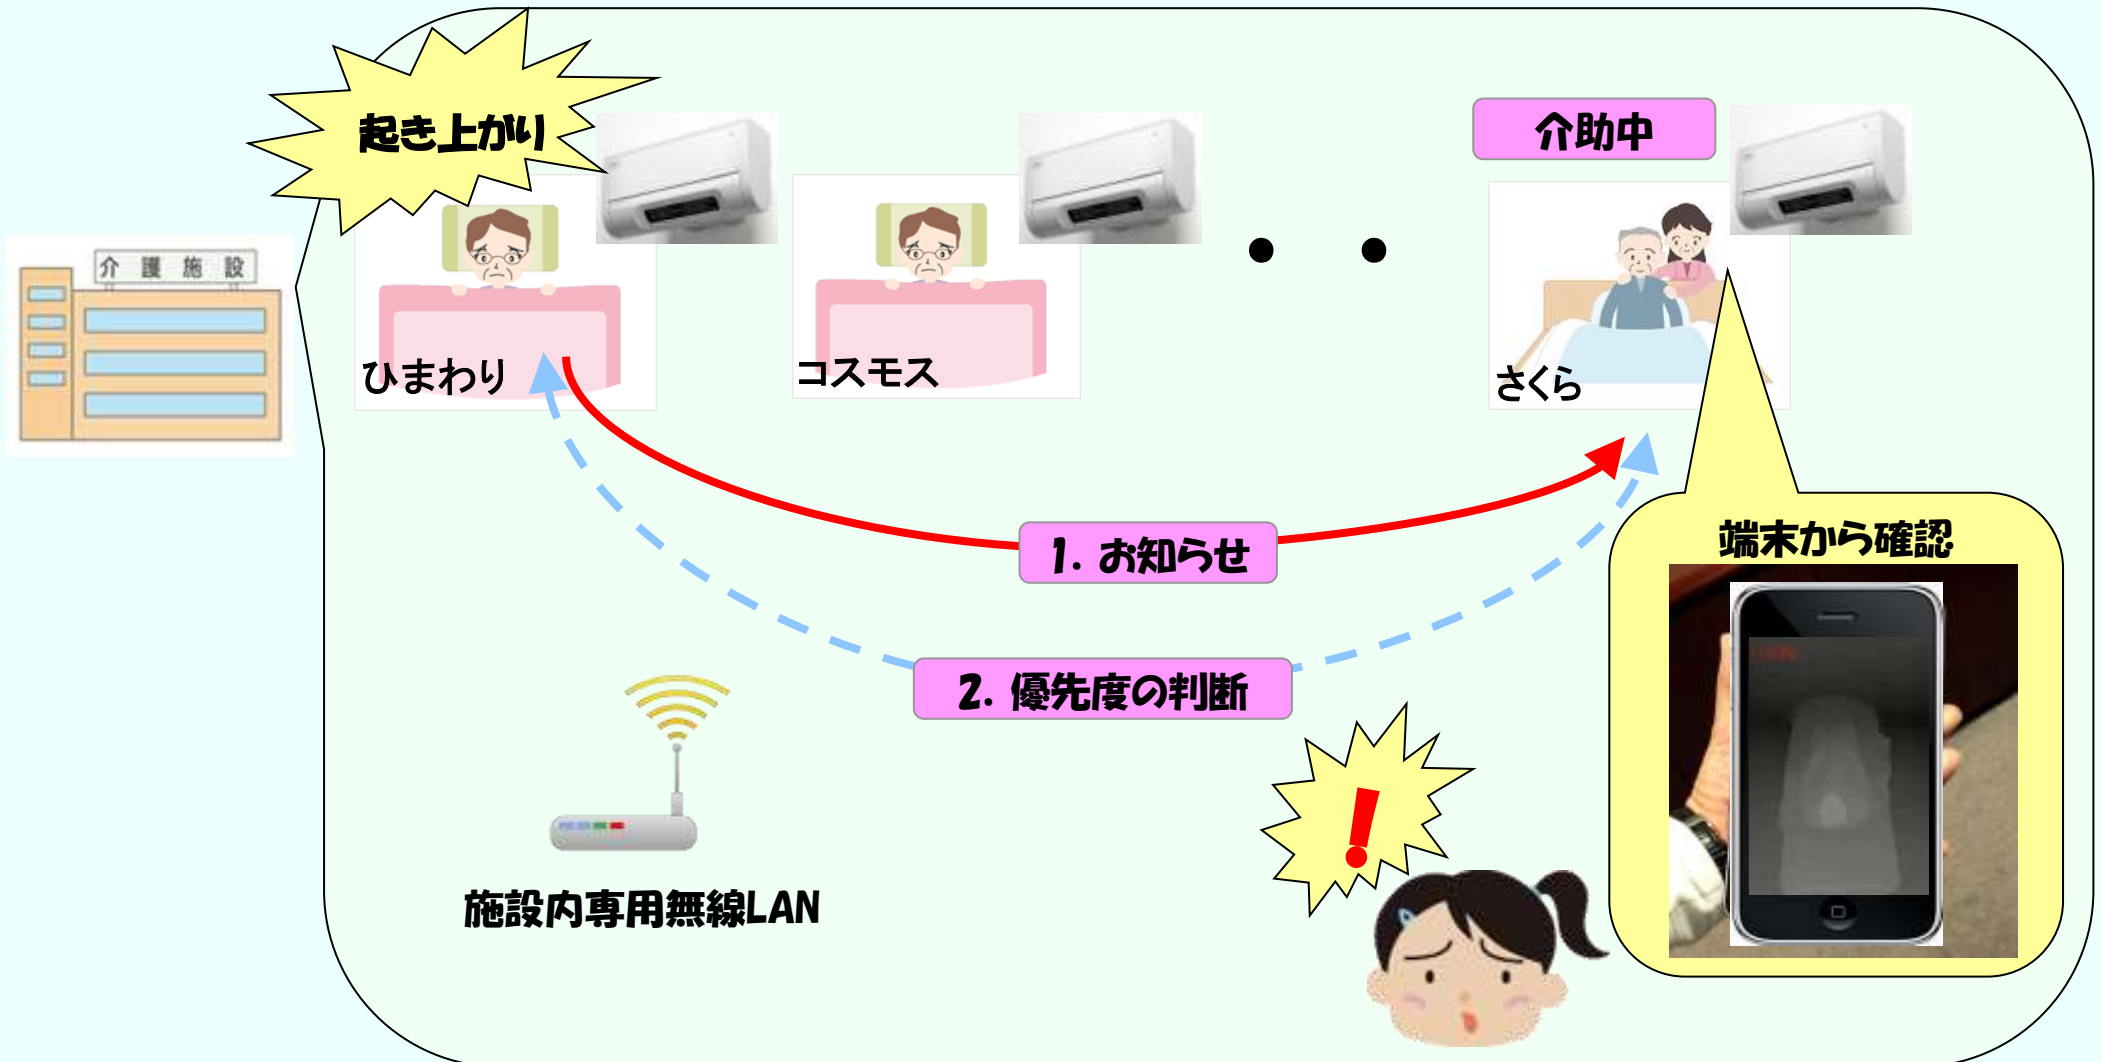 起き上がり
介助中
介護施設
ひまわり
コスモス
さくら
1. お知らせ
端末から確認
2. 優先度の判断
!
施設内専用無線LAN